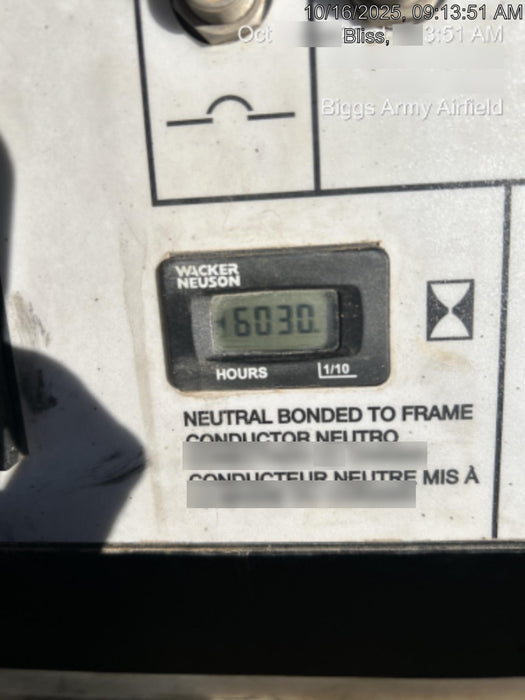 10/16/2025, 09:13:51 AM
Oct 3:51 AM
Bliss,
Biggs Army Airfield
WACKER
NEUSON
6030
HOURS 1/10
NEUTRAL BONDED TO FRAME
CONDUCTOR NEUTRO
CONDUCTEUR NEUTRE MIS À